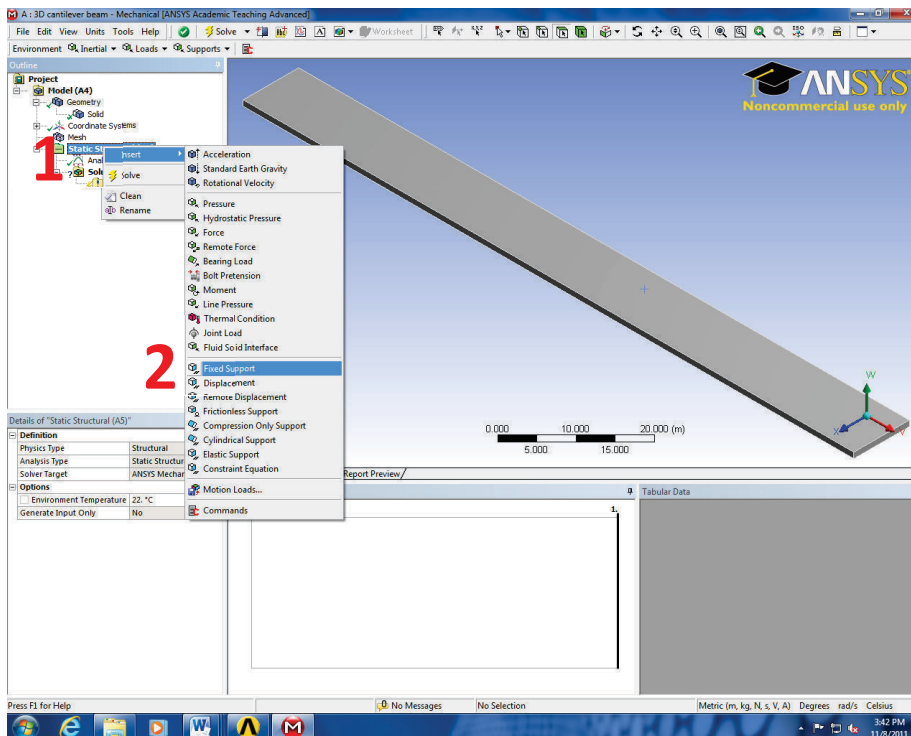 A : 3D cantilever beam - Mechanical [ANSYS Academic Teaching Advanced]
File Edit View Units Tools Help Solve Worksheet
Environment Inertial Loads Supports
Outline
Project
Model (A4)
Geometry
Solid
Coordinate Systems
Mesh
1
Static St
Insert
Solve
Clean
Rename
Acceleration
Standard Earth Gravity
Rotational Velocity
Pressure
Hydrostatic Pressure
Force
Remote Force
Bearing Load
Bolt Pretension
Moment
Line Pressure
Thermal Condition
Joint Load
Fluid Solid Interface
2
Fixed Support
Displacement
Remote Displacement
Frictionless Support
Compression Only Support
Cylindrical Support
Elastic Support
Constraint Equation
Motion Loads...
Commands
ANSYS
Noncommercial use only
W
X
V
0.000 10.000 20.000 (m)
5.000 15.000
Details of "Static Structural (A5)"
Definition
Physics Type Structural
Analysis Type Static Structur
Solver Target ANSYS Mechar
Options
Environment Temperature 22. °C
Generate Input Only No
Report Preview
Tabular Data
1.
Press F1 for Help No Messages No Selection Metric (m, kg, N, s, V, A) Degrees rad/s Celsius
3:42 PM
11/8/2011